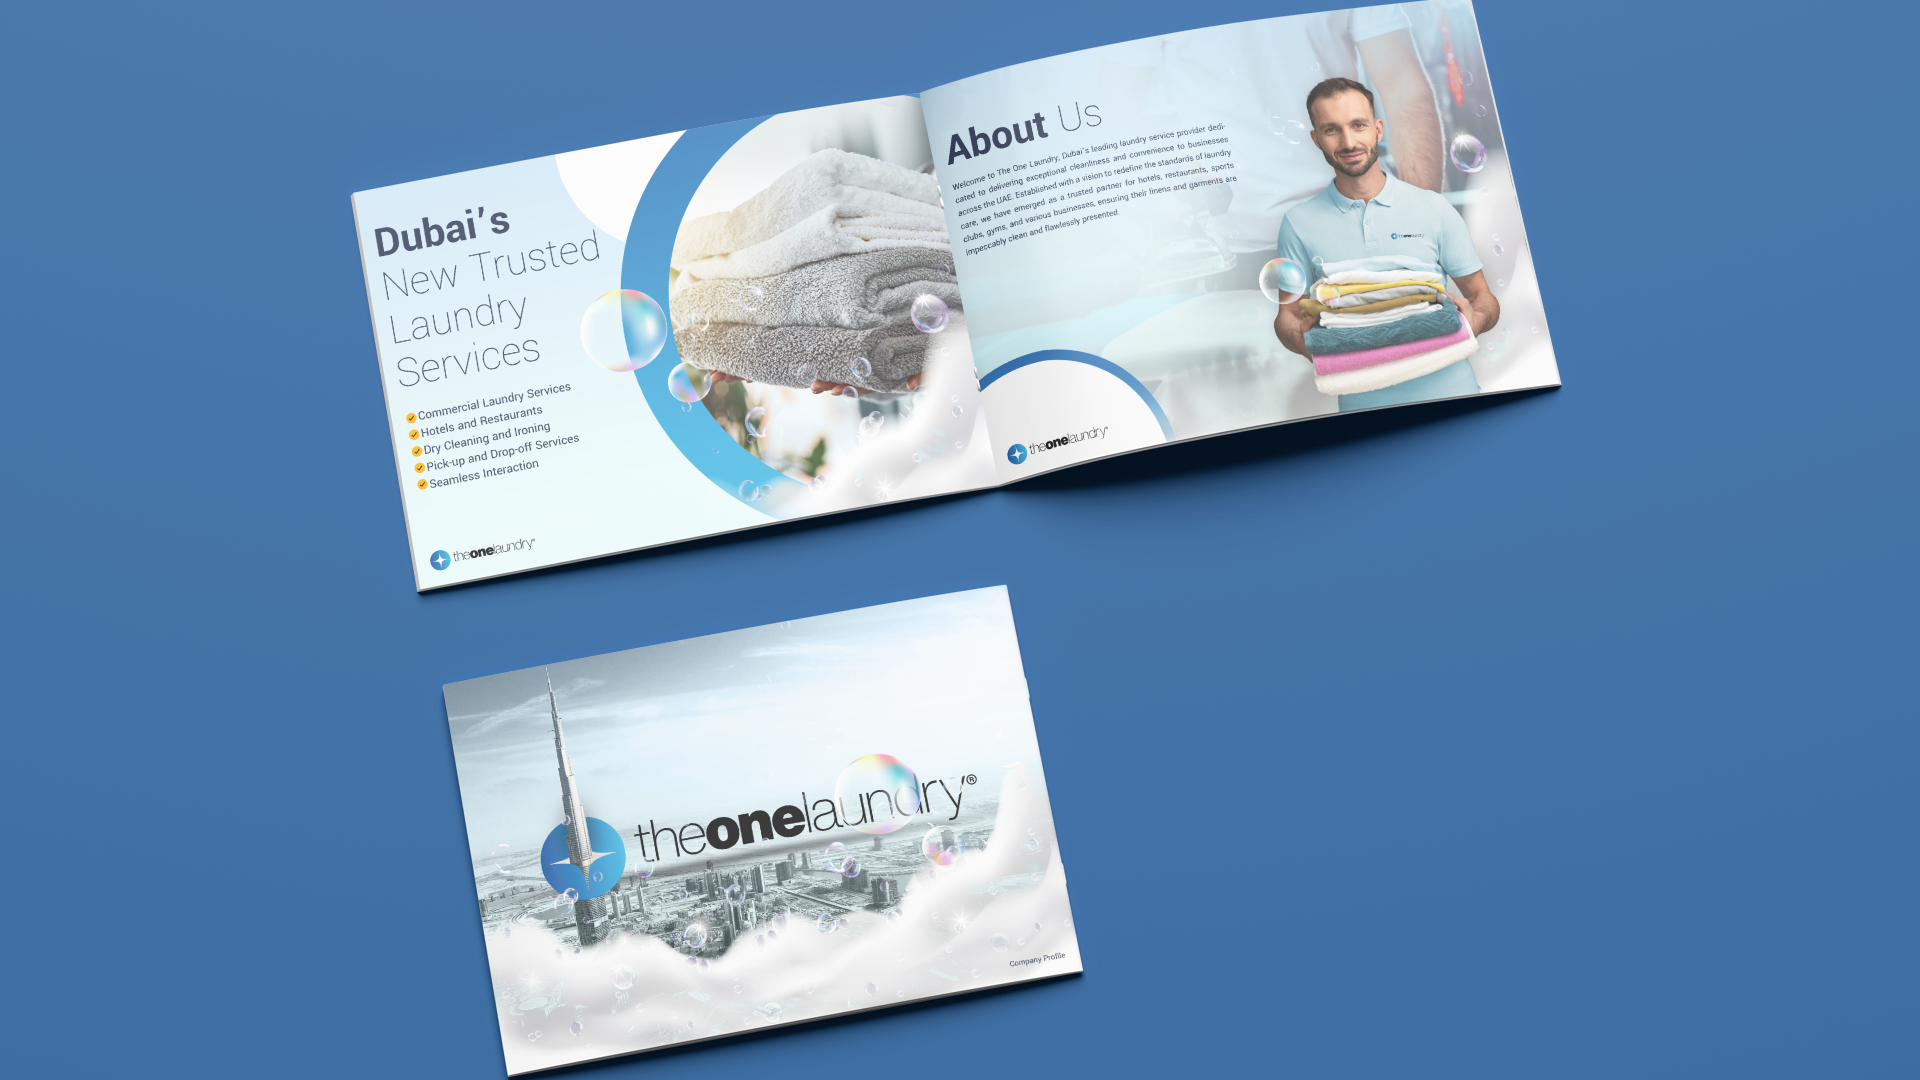 Dubai's
New Trusted
Laundry
Services
Commercial Laundry Services
Hotels and Restaurants
Dry Cleaning and Ironing
Pick-up and Drop-off Services
Seamless Interaction
theonelaundry®
About Us
Welcome to The One Laundry, Dubai's leading laundry service provider dedi-
cated to delivering exceptional cleanliness and convenience to businesses
across the UAE. Established with a vision to redefine the standards of laundry
care, we have emerged as a trusted partner for hotels, restaurants, sports
clubs, gyms, and various businesses, ensuring their linens and garments are
impeccably clean and flawlessly presented.
theonelaundry
theonelaundry®
theonelaundry®
Company Profile